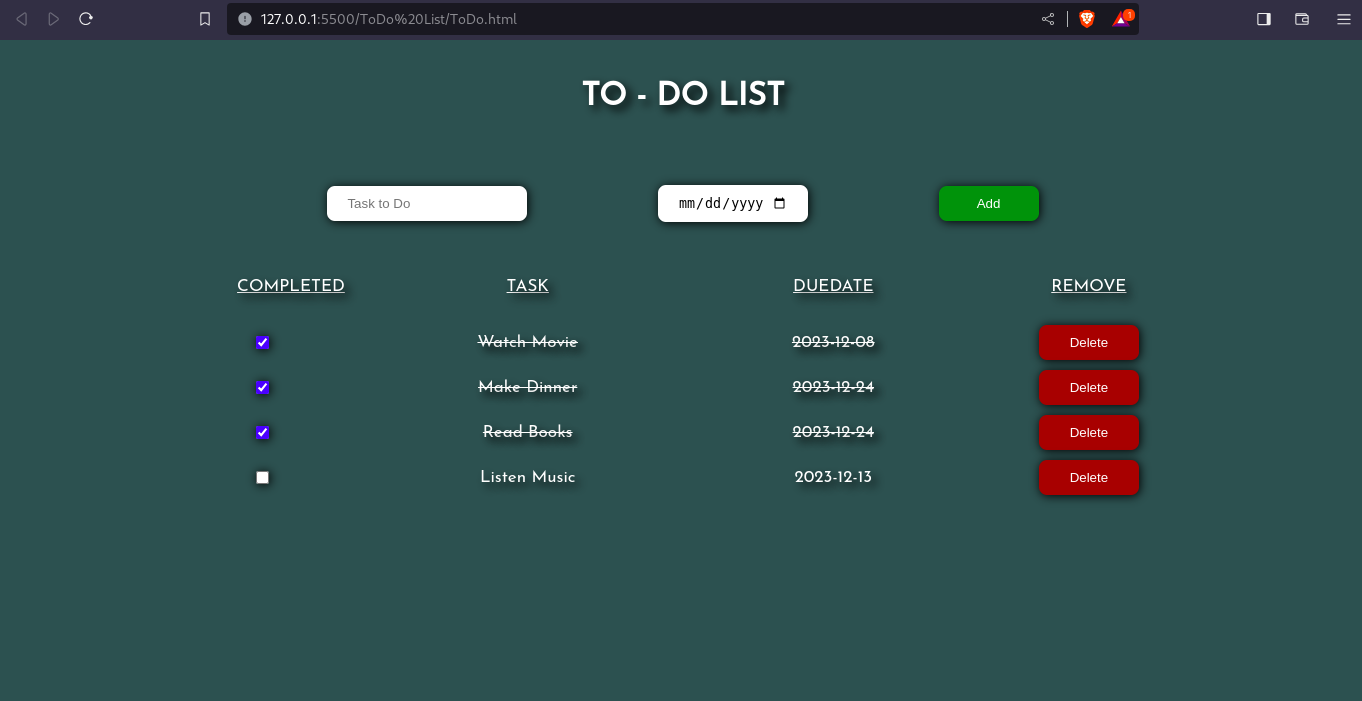 127.0.0.1:5500/ToDo%20List/ToDo.html 1
TO - DO LIST
Task to Do mm/dd/yyyy Add
COMPLETED TASK DUEDATE REMOVE
Watch Movie 2023-12-08 Delete
Make Dinner 2023-12-24 Delete
Read Books 2023-12-24 Delete
Listen Music 2023-12-13 Delete